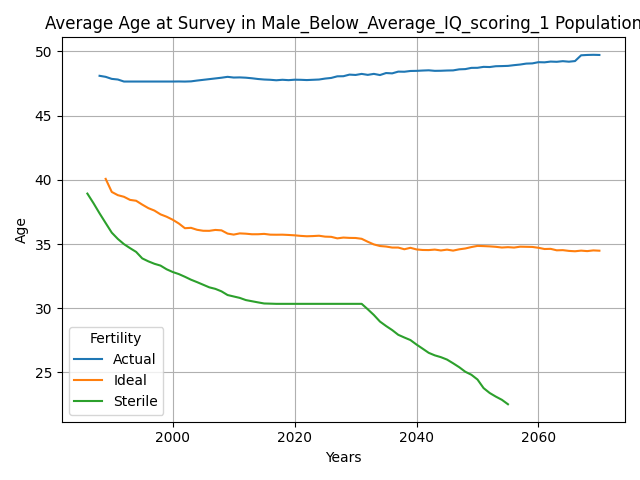 Average Age at Survey in Male_Below_Average_IQ_scoring_1 Population
50
45
40
35
30
25
Age
Fertility
Actual
Ideal
Sterile
2000 2020 2040 2060
Years